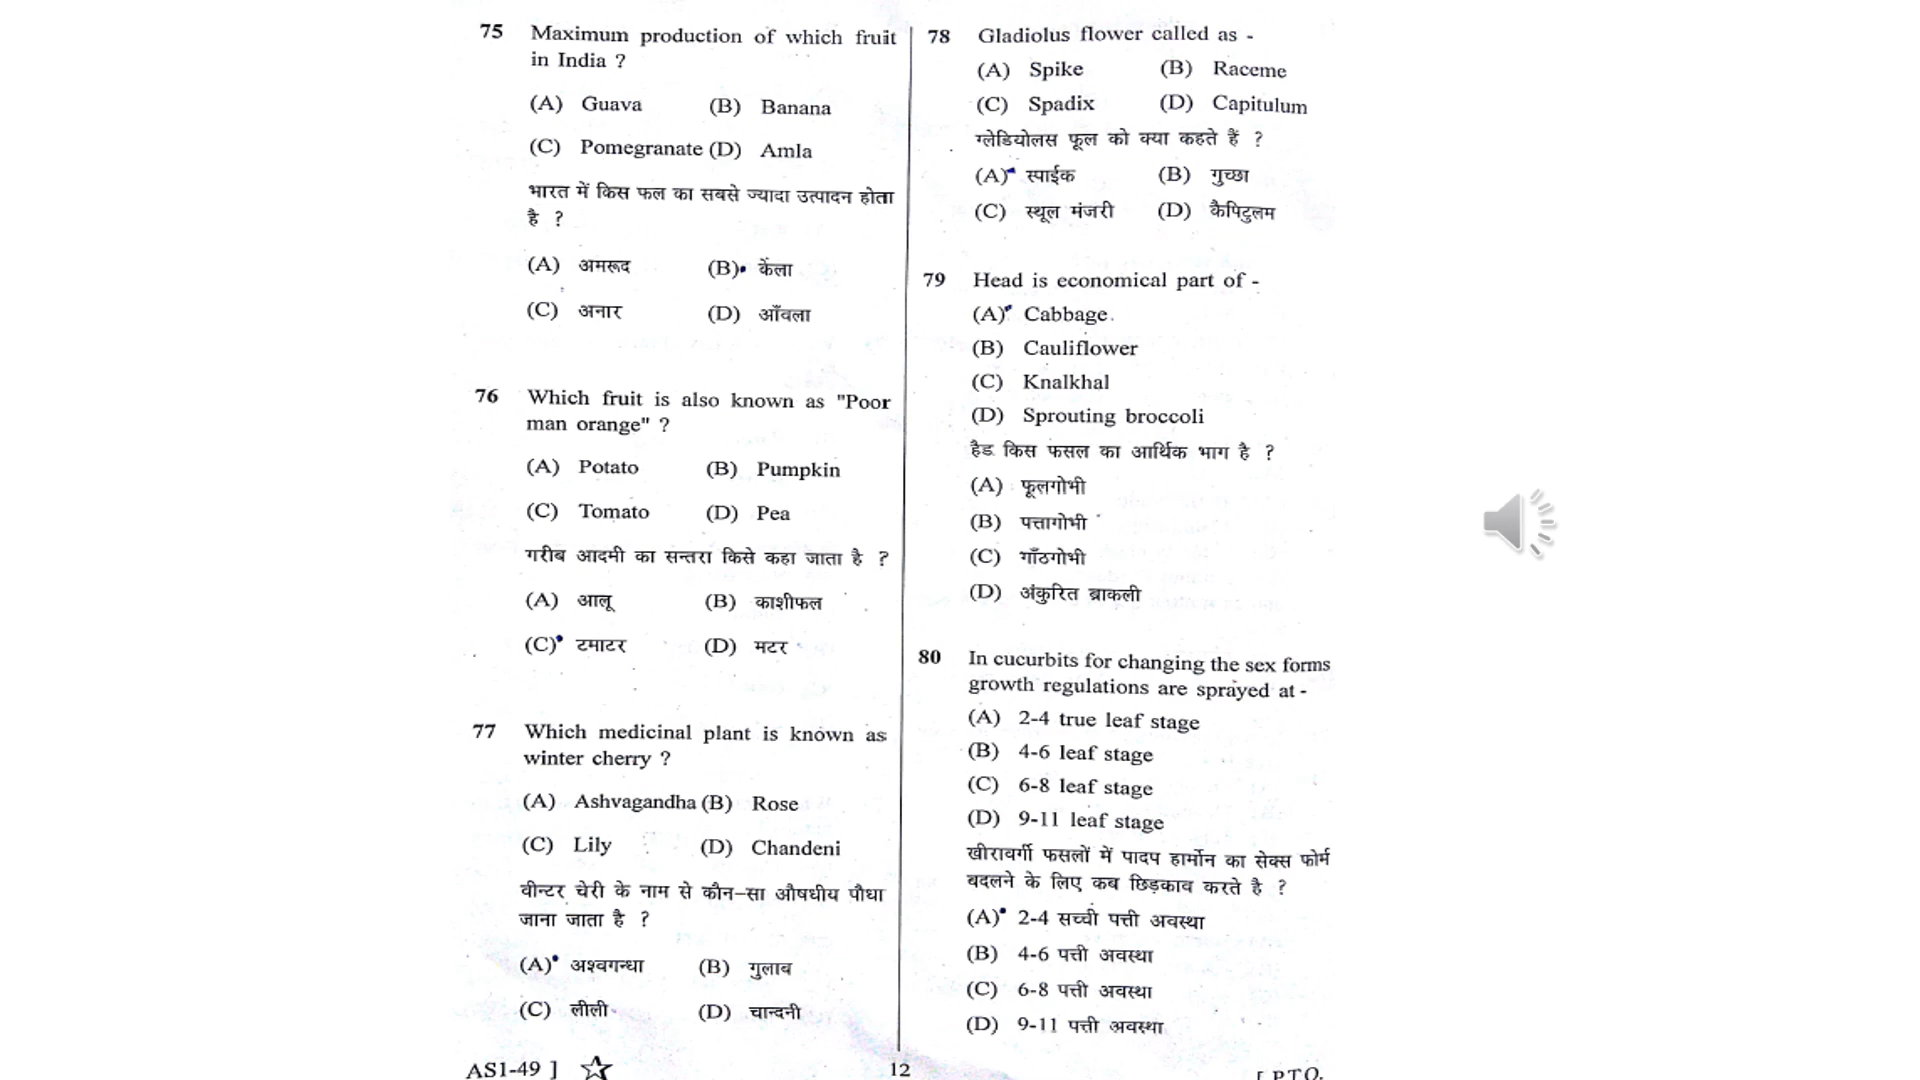 75 Maximum production of which fruit
in India ?
(A) Guava (B) Banana
(C) Pomegranate (D) Amla
भारत में किस फल का सबसे ज्यादा उत्पादन होता
है ?
(A) अमरूद (B) केला
(C) अनार (D) आँवला
76 Which fruit is also known as "Poor
man orange" ?
(A) Potato (B) Pumpkin
(C) Tomato (D) Pea
गरीब आदमी का सन्तरा किसे कहा जाता है ?
(A) आलू (B) काशीफल
(C) टमाटर (D) मटर
77 Which medicinal plant is known as
winter cherry ?
(A) Ashvagandha (B) Rose
(C) Lily (D) Chandeni
वीन्टर चेरी के नाम से कौन-सा औषधीय पौधा
जाना जाता है ?
(A) अश्वगन्धा (B) गुलाब
(C) लीली (D) चान्दनी
AS1-49 ] ☆ 12
78 Gladiolus flower called as -
(A) Spike (B) Raceme
(C) Spadix (D) Capitulum
ग्लेडियोलस फूल को क्या कहते हैं ?
(A) स्पाईक (B) गुच्छा
(C) स्थूल मंजरी (D) कैपिटुलम
79 Head is economical part of -
(A) Cabbage
(B) Cauliflower
(C) Knalkhal
(D) Sprouting broccoli
हैड किस फसल का आर्थिक भाग है ?
(A) फूलगोभी
(B) पत्तागोभी
(C) गाँठगोभी
(D) अंकुरित ब्राकली
80 In cucurbits for changing the sex forms
growth regulations are sprayed at -
(A) 2-4 true leaf stage
(B) 4-6 leaf stage
(C) 6-8 leaf stage
(D) 9-11 leaf stage
खीरावर्गी फसलों में पादप हार्मोन का सेक्स फोर्म
बदलने के लिए कब छिड़काव करते है ?
(A) 2-4 सच्ची पत्ती अवस्था
(B) 4-6 पत्ती अवस्था
(C) 6-8 पत्ती अवस्था
(D) 9-11 पत्ती अवस्था
[ P.T.O.